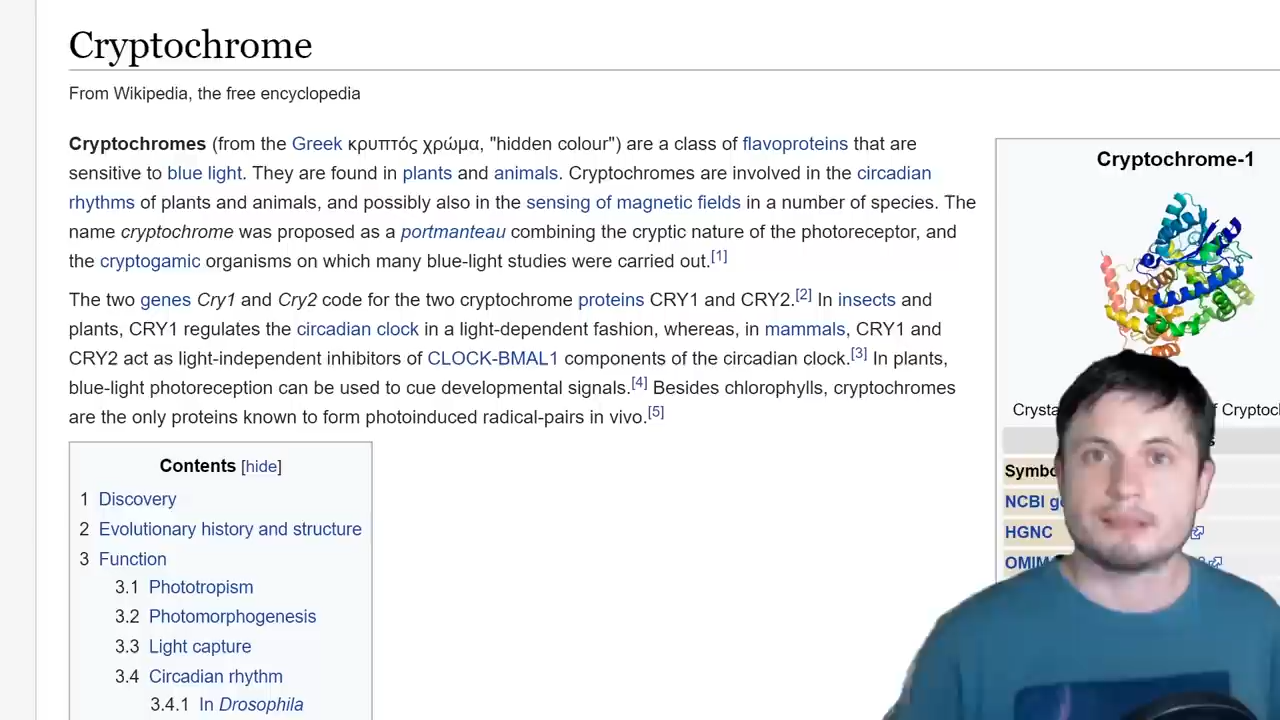 Cryptochrome
From Wikipedia, the free encyclopedia
Cryptochromes (from the Greek κρυπτός χρώμα, "hidden colour") are a class of flavoproteins that are
sensitive to blue light. They are found in plants and animals. Cryptochromes are involved in the circadian
rhythms of plants and animals, and possibly also in the sensing of magnetic fields in a number of species. The
name cryptochrome was proposed as a portmanteau combining the cryptic nature of the photoreceptor, and
the cryptogamic organisms on which many blue-light studies were carried out.[1]
The two genes Cry1 and Cry2 code for the two cryptochrome proteins CRY1 and CRY2.[2] In insects and
plants, CRY1 regulates the circadian clock in a light-dependent fashion, whereas, in mammals, CRY1 and
CRY2 act as light-independent inhibitors of CLOCK-BMAL1 components of the circadian clock.[3] In plants,
blue-light photoreception can be used to cue developmental signals.[4] Besides chlorophylls, cryptochromes
are the only proteins known to form photoinduced radical-pairs in vivo.[5]
Contents [hide]
1 Discovery
2 Evolutionary history and structure
3 Function
3.1 Phototropism
3.2 Photomorphogenesis
3.3 Light capture
3.4 Circadian rhythm
3.4.1 In Drosophila
Cryptochrome-1
NCBI
HGNC